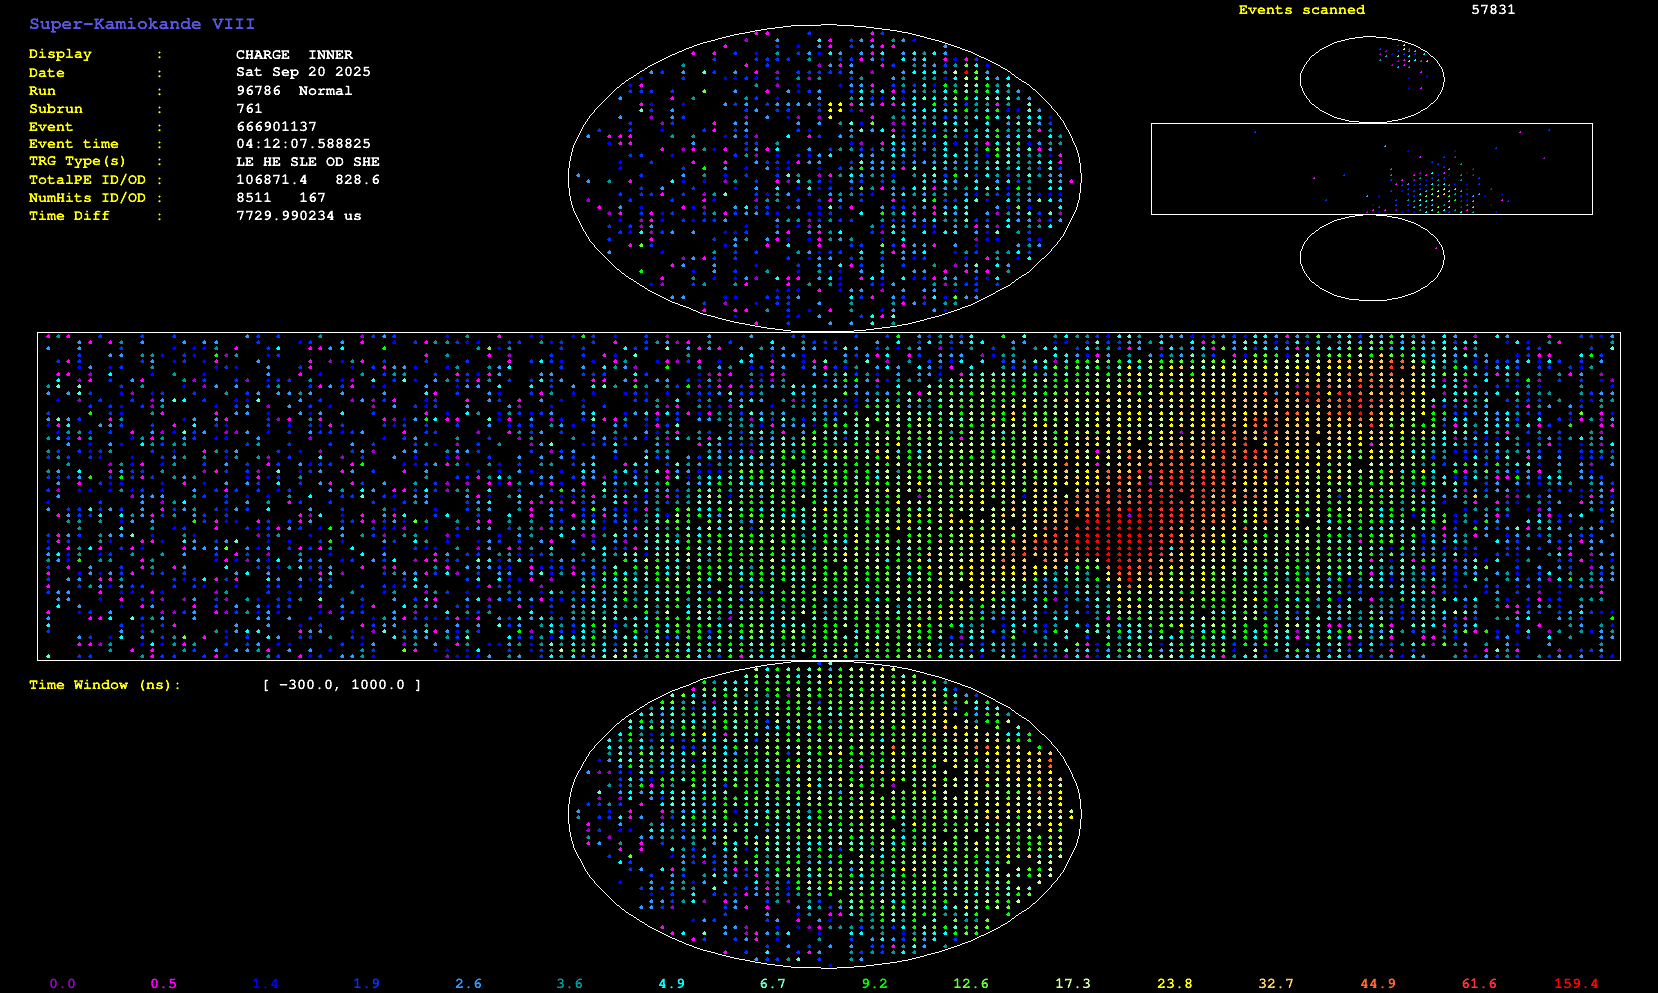 Super-Kamiokande VIII
Events scanned 57831
Display : CHARGE INNER
Date : Sat Sep 20 2025
Run : 96786 Normal
Subrun : 761
Event : 666901137
Event time : 04:12:07.588825
TRG Type(s) : LE HE SLE OD SHE
TotalPE ID/OD : 106871.4 828.6
NumHits ID/OD : 8511 167
Time Diff : 7729.990234 us
Time Window (ns): [ -300.0, 1000.0 ]
0.0 0.5 1.4 1.9 2.6 3.6 4.9 6.7 9.2 12.6 17.3 23.8 32.7 44.9 61.6 159.4